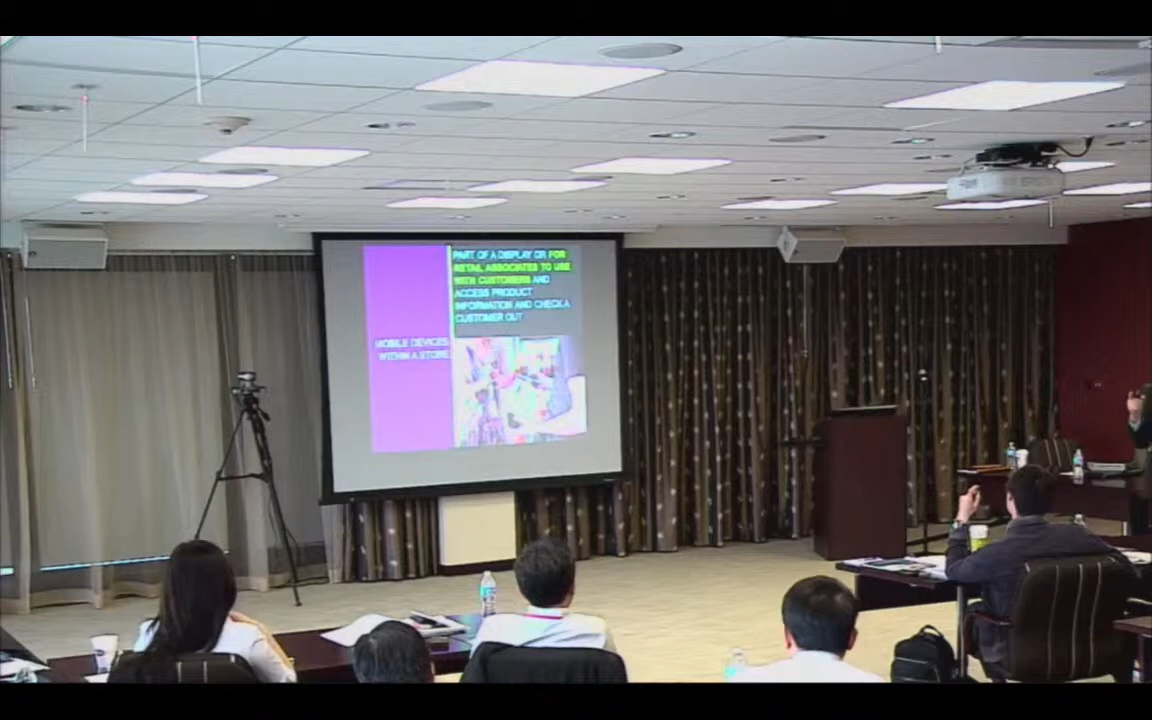 PART OF A DISPLAY OR FOR
RETAIL ASSOCIATES TO USE
WITH CUSTOMERS AND
ACCESS PRODUCT
INFORMATION AND CHECK A
CUSTOMER OUT
MOBILE DEVICES
WITHIN A STORE